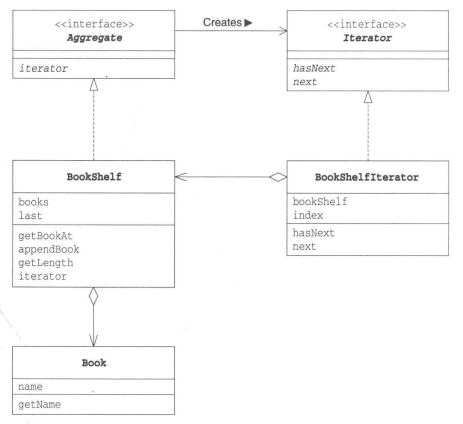 <<interface>>
Aggregate
iterator
Creates ▶
<<interface>>
Iterator
hasNext
next
BookShelf
books
last
getBookAt
appendBook
getLength
iterator
BookShelfIterator
bookShelf
index
hasNext
next
Book
name
getName